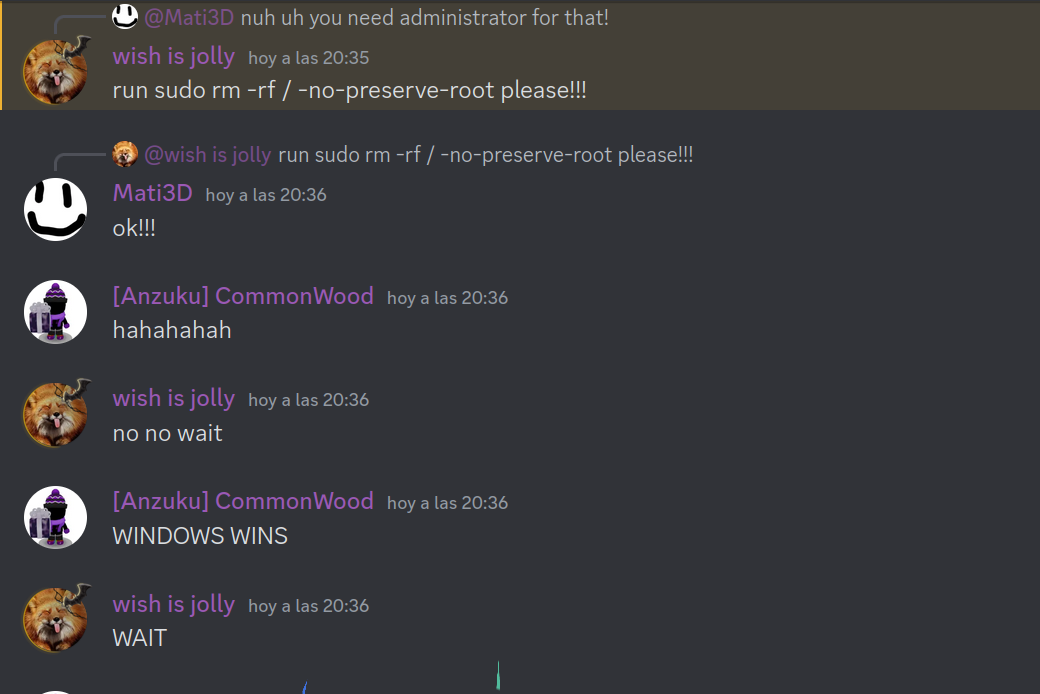 @Mati3D nuh uh you need administrator for that!
wish is jolly hoy a las 20:35
run sudo rm -rf / -no-preserve-root please!!!
@wish is jolly run sudo rm -rf / -no-preserve-root please!!!
Mati3D hoy a las 20:36
ok!!!
[Anzuku] CommonWood hoy a las 20:36
hahahahah
wish is jolly hoy a las 20:36
no no wait
[Anzuku] CommonWood hoy a las 20:36
WINDOWS WINS
wish is jolly hoy a las 20:36
WAIT